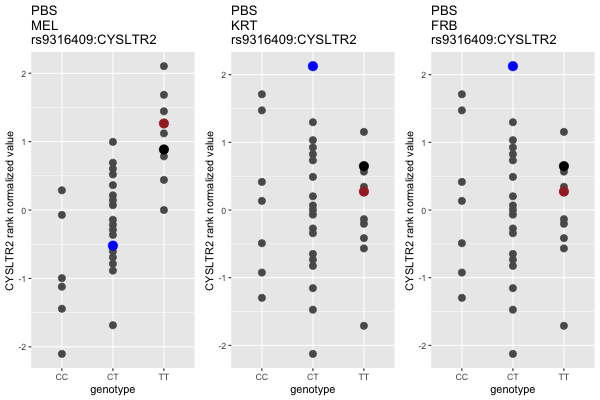 PBS
MEL
rs9316409:CYSLTR2
CYSLTR2 rank normalized value
2
1
0
-1
-2
CC CT TT
genotype
PBS
KRT
rs9316409:CYSLTR2
CYSLTR2 rank normalized value
2
1
0
-1
-2
CC CT TT
genotype
PBS
FRB
rs9316409:CYSLTR2
CYSLTR2 rank normalized value
2
1
0
-1
-2
CC CT TT
genotype